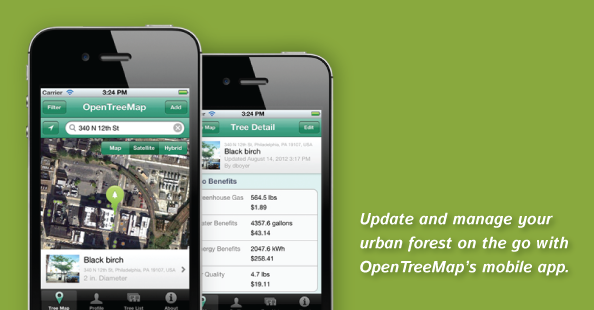 Carrier 3:24 PM
Filter OpenTreeMap Add
340 N 12th St
Map Satellite Hybrid
Black birch
340 N 12th St, Philadelphia, PA 19107, USA
2 in. Diameter
Tree Map Profile Tree List About
3:24 PM
Map Tree Detail Edit
N 12th St, Philadelphia, PA 19107, USA
Black birch
Updated August 14, 2012 3:17 PM
By dboyer
Benefits
Gas 564.5 lbs
$1.89
Benefits 4357.6 gallons
$43.14
Benefits 2047.6 kWh
$258.41
Quality 4.7 lbs
$19.11
Update and manage your
urban forest on the go with
OpenTreeMap's mobile app.